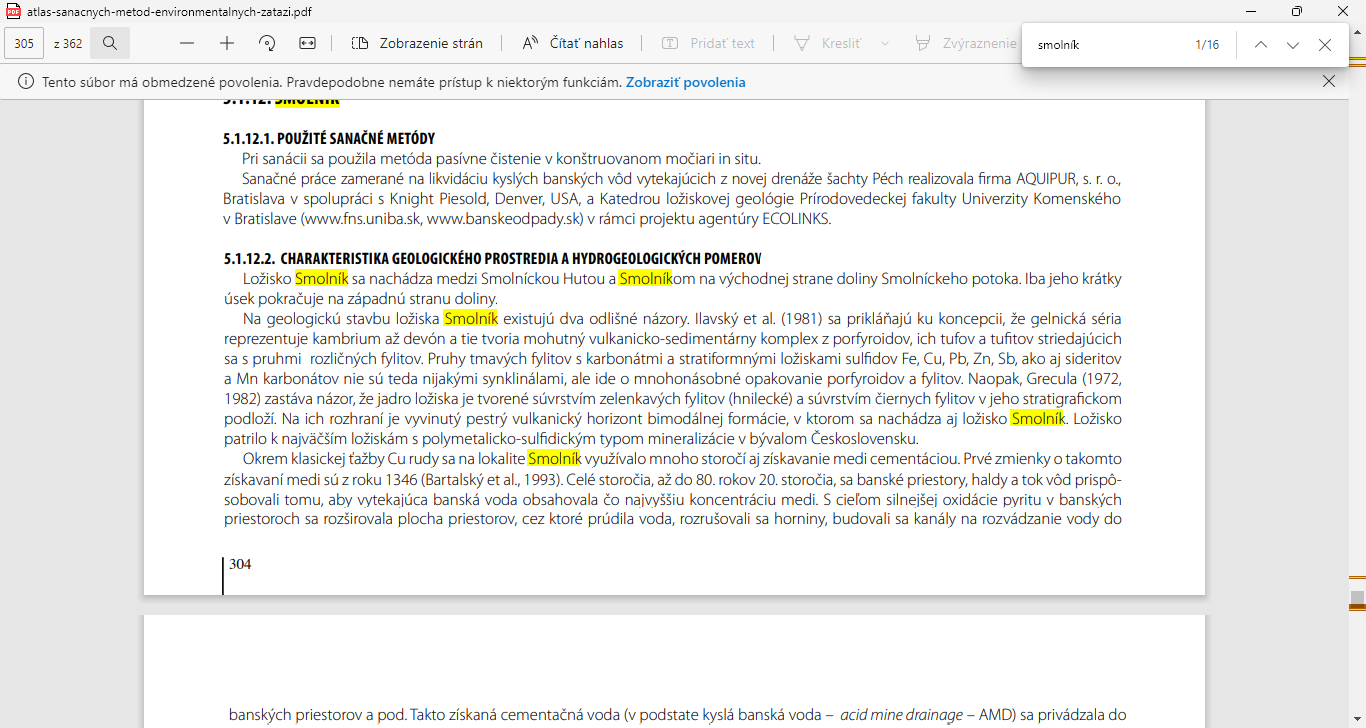 atlas-sanacnych-metod-environmentalnych-zatazi.pdf
305 z 362 Zobrazenie strán Čítať nahlas Pridať text Kresliť Zvýraznenie
smolník 1/16
Tento súbor má obmedzené povolenia. Pravdepodobne nemáte prístup k niektorým funkciám. Zobraziť povolenia
5.1.12. SMOLNÍK
5.1.12.1. POUŽITÉ SANAČNÉ METÓDY
Pri sanácii sa použila metóda pasívne čistenie v konštruovanom močiari in situ.
Sanačné práce zamerané na likvidáciu kyslých banských vôd vytekajúcich z novej drenáže šachty Péch realizovala firma AQUIPUR, s. r. o.,
Bratislava v spolupráci s Knight Piesold, Denver, USA, a Katedrou ložiskovej geológie Prírodovedeckej fakulty Univerzity Komenského
v Bratislave (www.fns.uniba.sk, www.banskeodpady.sk) v rámci projektu agentúry ECOLINKS.
5.1.12.2. CHARAKTERISTIKA GEOLOGICKÉHO PROSTREDIA A HYDROGEOLOGICKÝCH POMEROV
Ložisko Smolník sa nachádza medzi Smolníckou Hutou a Smolníkom na východnej strane doliny Smolníckeho potoka. Iba jeho krátky
úsek pokračuje na západnú stranu doliny.
Na geologickú stavbu ložiska Smolník existujú dva odlišné názory. Ilavský et al. (1981) sa prikláňajú ku koncepcii, že gelnická séria
reprezentuje kambrium až devón a tie tvoria mohutný vulkanicko-sedimentárny komplex z porfyroidov, ich tufov a tufitov striedajúcich
sa s pruhmi rozličných fylitov. Pruhy tmavých fylitov s karbonátmi a stratiformnými ložiskami sulfidov Fe, Cu, Pb, Zn, Sb, ako aj sideritov
a Mn karbonátov nie sú teda nijakými synklinálami, ale ide o mnohonásobné opakovanie porfyroidov a fylitov. Naopak, Grecula (1972,
1982) zastáva názor, že jadro ložiska je tvorené súvrstvím zelenkavých fylitov (hnilecké) a súvrstvím čiernych fylitov v jeho stratigrafickom
podloží. Na ich rozhraní je vyvinutý pestrý vulkanický horizont bimodálnej formácie, v ktorom sa nachádza aj ložisko Smolník. Ložisko
patrilo k najväčším ložiskám s polymetalicko-sulfidickým typom mineralizácie v bývalom Československu.
Okrem klasickej ťažby Cu rudy sa na lokalite Smolník využívalo mnoho storočí aj získavanie medi cementáciou. Prvé zmienky o takomto
získavaní medi sú z roku 1346 (Bartalský et al., 1993). Celé storočia, až do 80. rokov 20. storočia, sa banské priestory, haldy a tok vôd prispô-
sobovali tomu, aby vytekajúca banská voda obsahovala čo najvyššiu koncentráciu medi. S cieľom silnejšej oxidácie pyritu v banských
priestoroch sa rozširovala plocha priestorov, cez ktoré prúdila voda, rozrušovali sa horniny, budovali sa kanály na rozvádzanie vody do
304
banských priestorov a pod. Takto získaná cementačná voda (v podstate kyslá banská voda – acid mine drainage – AMD) sa privádzala do